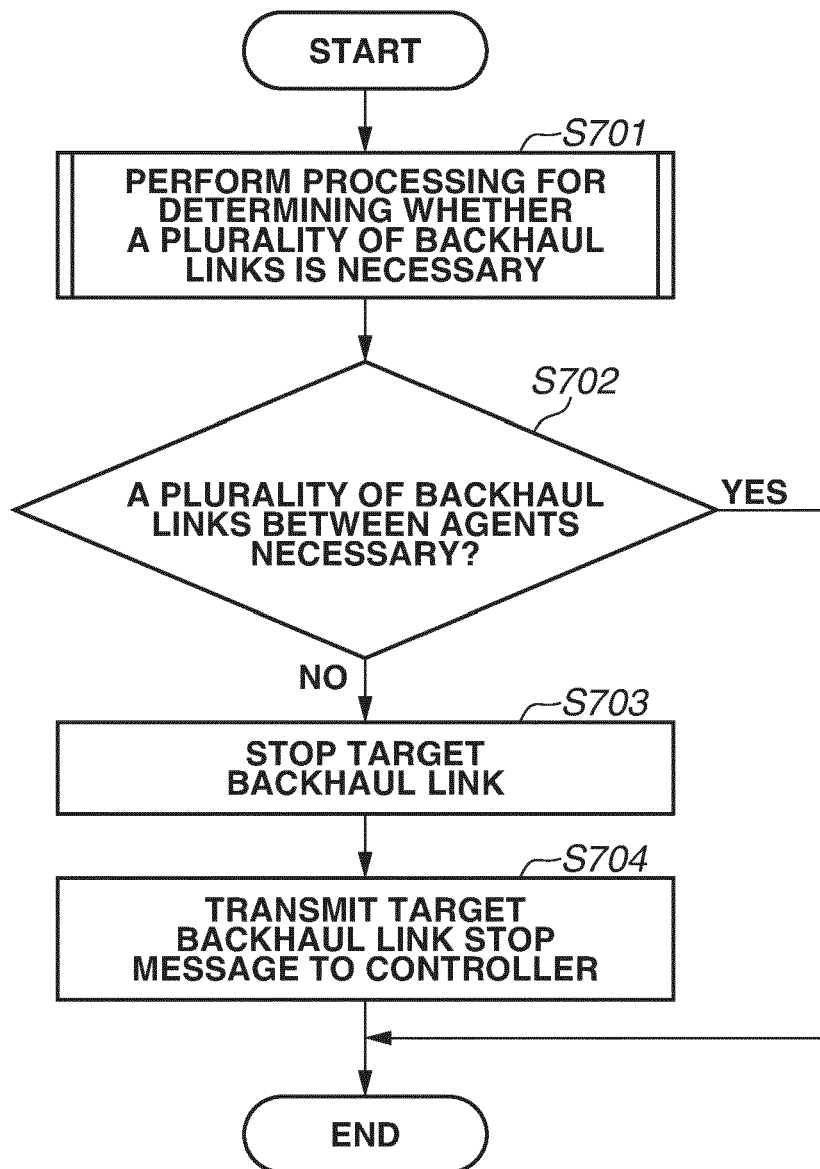 START
S701
PERFORM PROCESSING FOR
DETERMINING WHETHER
A PLURALITY OF BACKHAUL
LINKS IS NECESSARY
S702
A PLURALITY OF BACKHAUL
LINKS BETWEEN AGENTS
NECESSARY?
YES
NO
S703
STOP TARGET
BACKHAUL LINK
S704
TRANSMIT TARGET
BACKHAUL LINK STOP
MESSAGE TO CONTROLLER
END